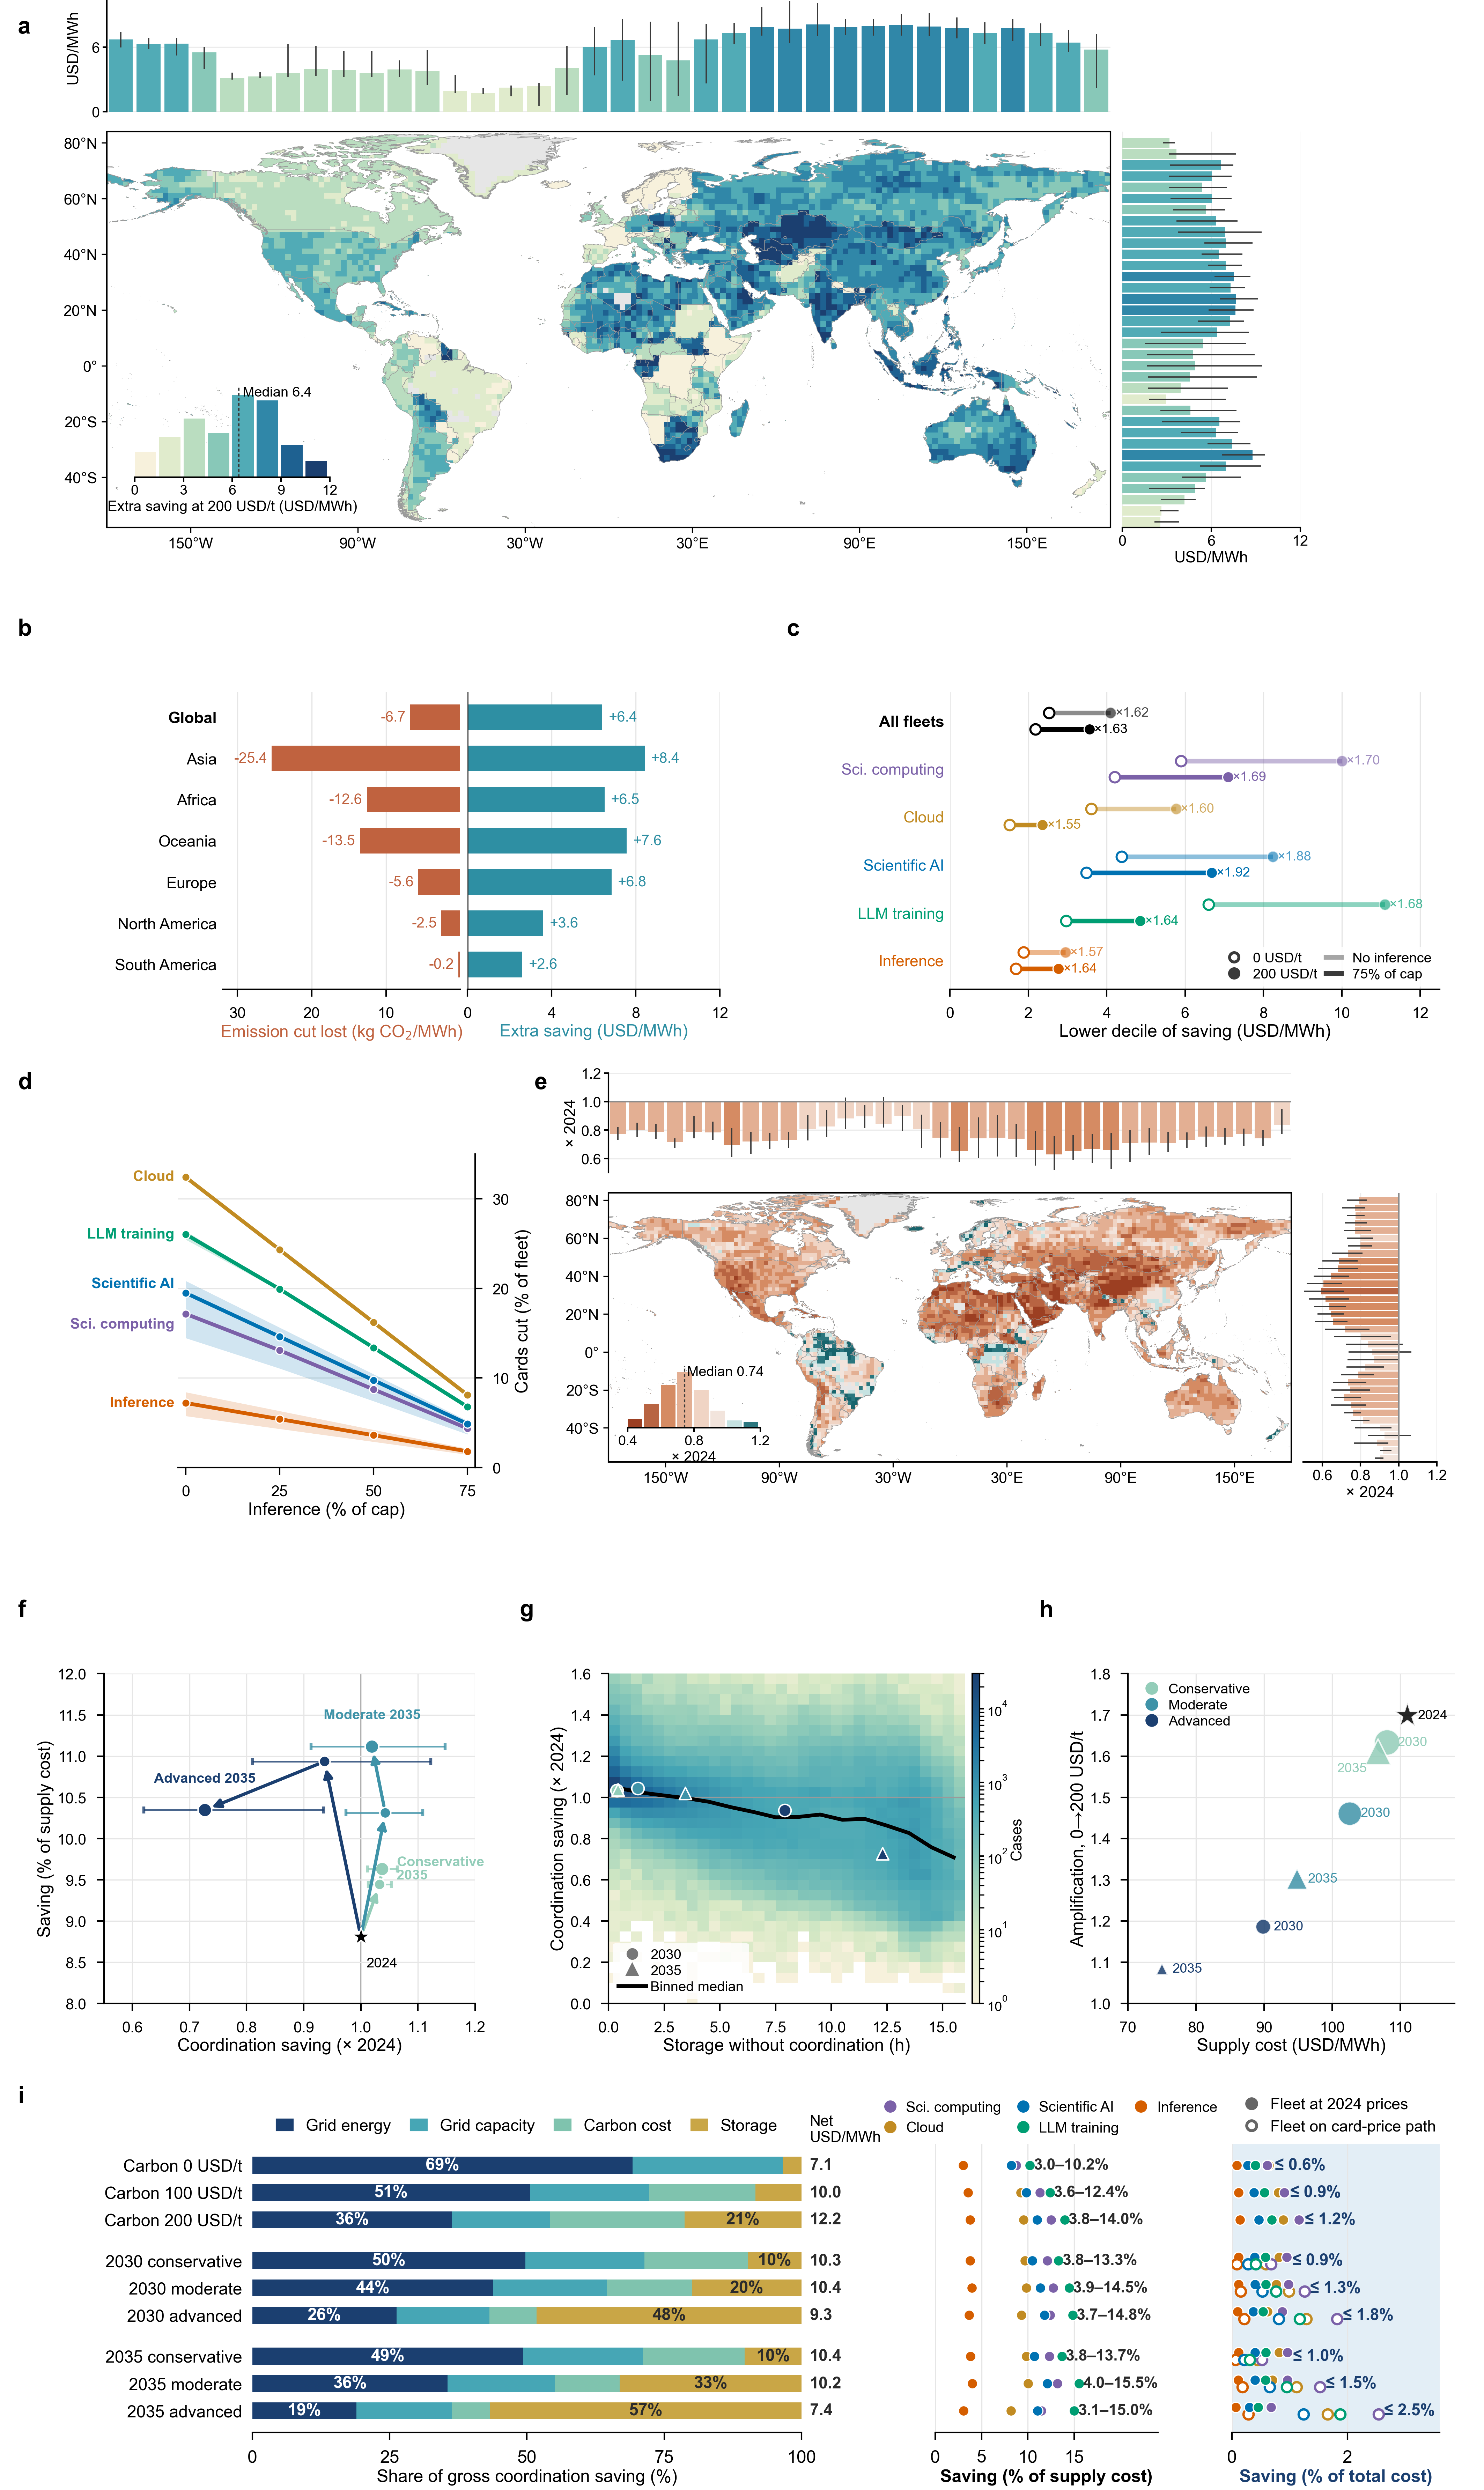 a
USD/MWh
6
0
80°N
60°N
40°N
20°N
0°
20°S
40°S
Median 6.4
0 3 6 9 12
Extra saving at 200 USD/t (USD/MWh)
150°W 90°W 30°W 30°E 90°E 150°E
0 6 12
USD/MWh
b
Global -6.7 +6.4
Asia -25.4 +8.4
Africa -12.6 +6.5
Oceania -13.5 +7.6
Europe -5.6 +6.8
North America -2.5 +3.6
South America -0.2 +2.6
30 20 10 0 4 8 12
Emission cut lost (kg CO₂/MWh) Extra saving (USD/MWh)
c
All fleets ×1.62
×1.63
Sci. computing ×1.70
×1.69
Cloud ×1.60
×1.55
Scientific AI ×1.88
×1.92
LLM training ×1.68
×1.64
Inference ×1.57
×1.64
0 USD/t No inference
200 USD/t 75% of cap
0 2 4 6 8 10 12
Lower decile of saving (USD/MWh)
d
Cloud
LLM training
Scientific AI
Sci. computing
Inference
30
20
10
0
Cards cut (% of fleet)
0 25 50 75
Inference (% of cap)
e
× 2024
1.2
1.0
0.8
0.6
80°N
60°N
40°N
20°N
0°
20°S
40°S
Median 0.74
0.4 0.8 1.2
× 2024
150°W 90°W 30°W 30°E 90°E 150°E
0.6 0.8 1.0 1.2
× 2024
f
Saving (% of supply cost)
12.0
11.5
11.0
10.5
10.0
9.5
9.0
8.5
8.0
Moderate 2035
Advanced 2035
Conservative
2035
2024
0.6 0.7 0.8 0.9 1.0 1.1 1.2
Coordination saving (× 2024)
g
Coordination saving (× 2024)
1.6
1.4
1.2
1.0
0.8
0.6
0.4
0.2
0.0
2030
2035
Binned median
0.0 2.5 5.0 7.5 10.0 12.5 15.0
Storage without coordination (h)
10⁴
10³
10²
10¹
10⁰
Cases
h
Amplification, 0→200 USD/t
1.8
1.7
1.6
1.5
1.4
1.3
1.2
1.1
1.0
Conservative
Moderate
Advanced
2024
2030
2035
2030
2035
2030
2035
70 80 90 100 110
Supply cost (USD/MWh)
i
Grid energy Grid capacity Carbon cost Storage
Net
USD/MWh
Sci. computing Scientific AI Inference
Cloud LLM training
Fleet at 2024 prices
Fleet on card-price path
Carbon 0 USD/t 69% 7.1 3.0–10.2% ≤ 0.6%
Carbon 100 USD/t 51% 10.0 3.6–12.4% ≤ 0.9%
Carbon 200 USD/t 36% 21% 12.2 3.8–14.0% ≤ 1.2%
2030 conservative 50% 10% 10.3 3.8–13.3% ≤ 0.9%
2030 moderate 44% 20% 10.4 3.9–14.5% ≤ 1.3%
2030 advanced 26% 48% 9.3 3.7–14.8% ≤ 1.8%
2035 conservative 49% 10% 10.4 3.8–13.7% ≤ 1.0%
2035 moderate 36% 33% 10.2 4.0–15.5% ≤ 1.5%
2035 advanced 19% 57% 7.4 3.1–15.0% ≤ 2.5%
0 25 50 75 100
Share of gross coordination saving (%)
0 5 10 15
Saving (% of supply cost)
0 2
Saving (% of total cost)